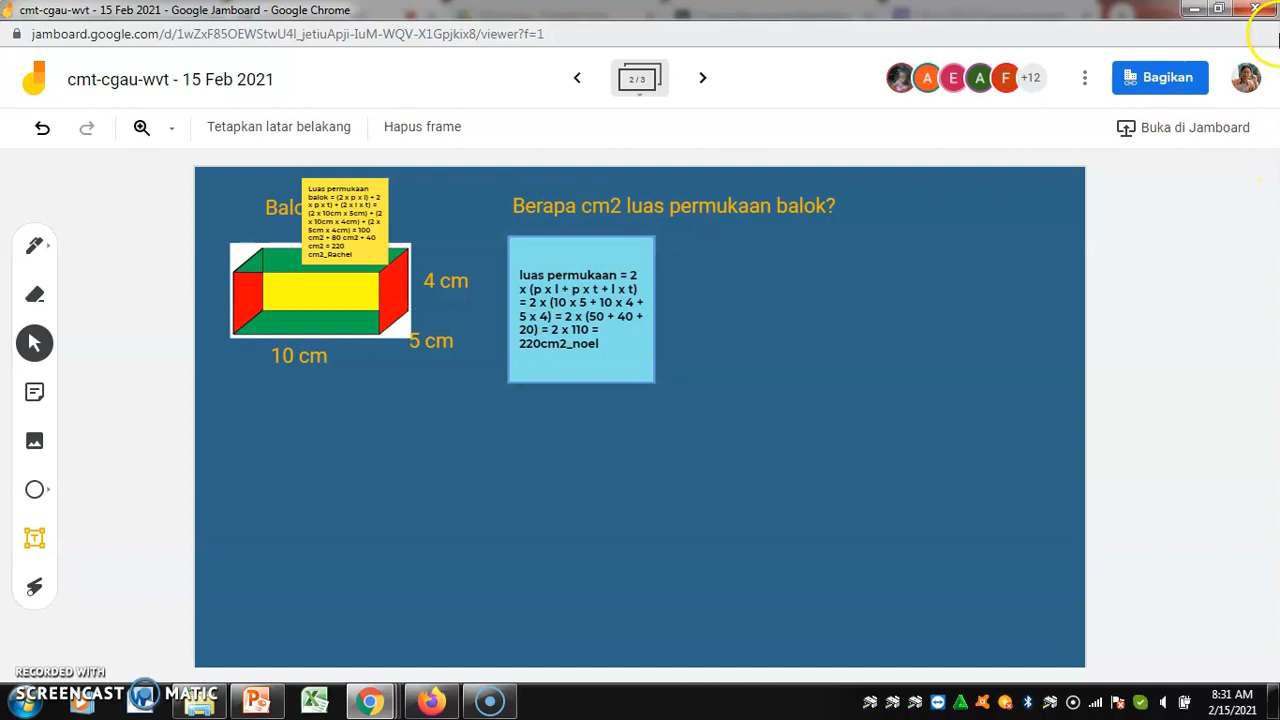 cmt-cgau-wvt - 15 Feb 2021 - Google Jamboard - Google Chrome
jamboard.google.com/d/1wZxF85OEWStwU4l_jetiuApji-IuM-WQV-X1Gpjkix8/viewer?f=1
cmt-cgau-wvt - 15 Feb 2021
2/3
A E A F +12
Bagikan
Tetapkan latar belakang
Hapus frame
Buka di Jamboard
Luas permukaan
balok = (2 x p x l) + 2
x p x t) + (2 x l x t) =
(2 x 10cm x 5cm) + (2
x 10cm x 4cm) + (2 x
5cm x 4cm) = 100
cm2 + 80 cm2 + 40
cm2 = 220
cm2_Rachel
4 cm
5 cm
10 cm
Berapa cm2 luas permukaan balok?
luas permukaan = 2
x (p x l + p x t + l x t)
= 2 x (10 x 5 + 10 x 4 +
5 x 4) = 2 x (50 + 40 +
20) = 2 x 110 =
220cm2_noel
RECORDED WITH
SCREENCAST MATIC
8:31 AM
2/15/2021